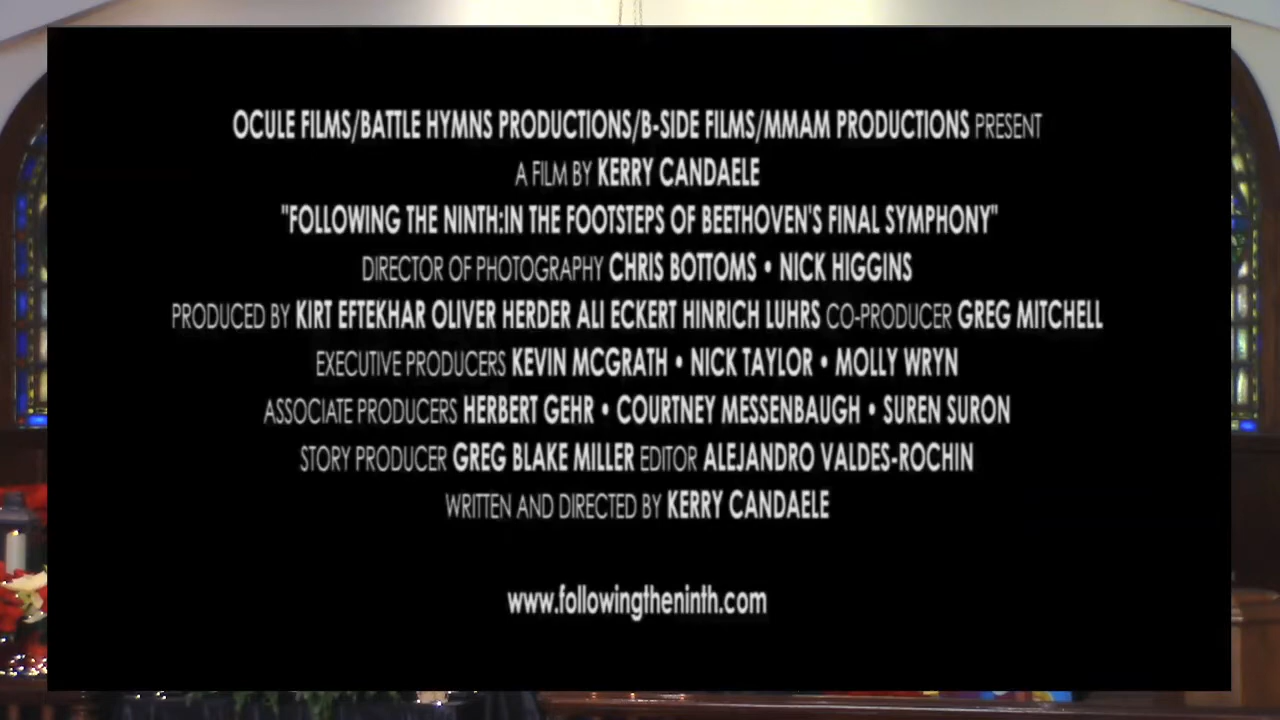 OCULE FILMS/BATTLE HYMNS PRODUCTIONS/B-SIDE FILMS/MMAM PRODUCTIONS PRESENT
A FILM BY KERRY CANDAELE
"FOLLOWING THE NINTH:IN THE FOOTSTEPS OF BEETHOVEN'S FINAL SYMPHONY"
DIRECTOR OF PHOTOGRAPHY CHRIS BOTTOMS • NICK HIGGINS
PRODUCED BY KIRT EFTEKHAR OLIVER HERDER ALI ECKERT HINRICH LUHRS CO-PRODUCER GREG MITCHELL
EXECUTIVE PRODUCERS KEVIN MCGRATH • NICK TAYLOR • MOLLY WRYN
ASSOCIATE PRODUCERS HERBERT GEHR • COURTNEY MESSENBAUGH • SUREN SURON
STORY PRODUCER GREG BLAKE MILLER EDITOR ALEJANDRO VALDES-ROCHIN
WRITTEN AND DIRECTED BY KERRY CANDAELE
www.followingtheninth.com